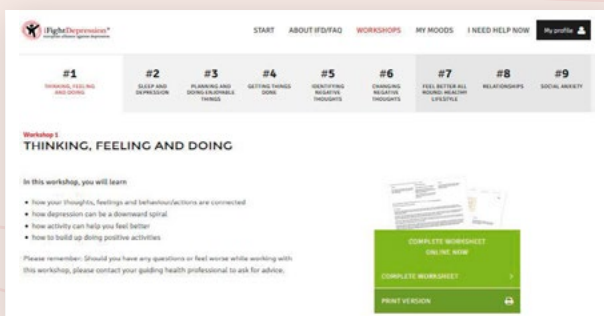 iFightDepression®
european alliance against depression
START ABOUT IFD/FAQ WORKSHOPS MY MOODS I NEED HELP NOW My profile
#1 #2 #3 #4 #5 #6 #7 #8 #9
THINKING, FEELING AND DOING
SLEEP AND DEPRESSION
PLANNING AND DOING ENJOYABLE THINGS
GETTING THINGS DONE
IDENTIFYING NEGATIVE THOUGHTS
CHANGING NEGATIVE THOUGHTS
FEEL BETTER ALL ROUND: HEALTHY LIFESTYLE
RELATIONSHIPS
SOCIAL ANXIETY
Workshop 1
THINKING, FEELING AND DOING
In this workshop, you will learn
• how your thoughts, feelings and behaviour/actions are connected
• how depression can be a downward spiral
• how activity can help you feel better
• how to build up doing positive activities
Please remember: Should you have any questions or feel worse while working with
this workshop, please contact your guiding health professional to ask for advice.
COMPLETE WORKSHEET
ONLINE NOW
COMPLETE WORKSHEET >
PRINT VERSION